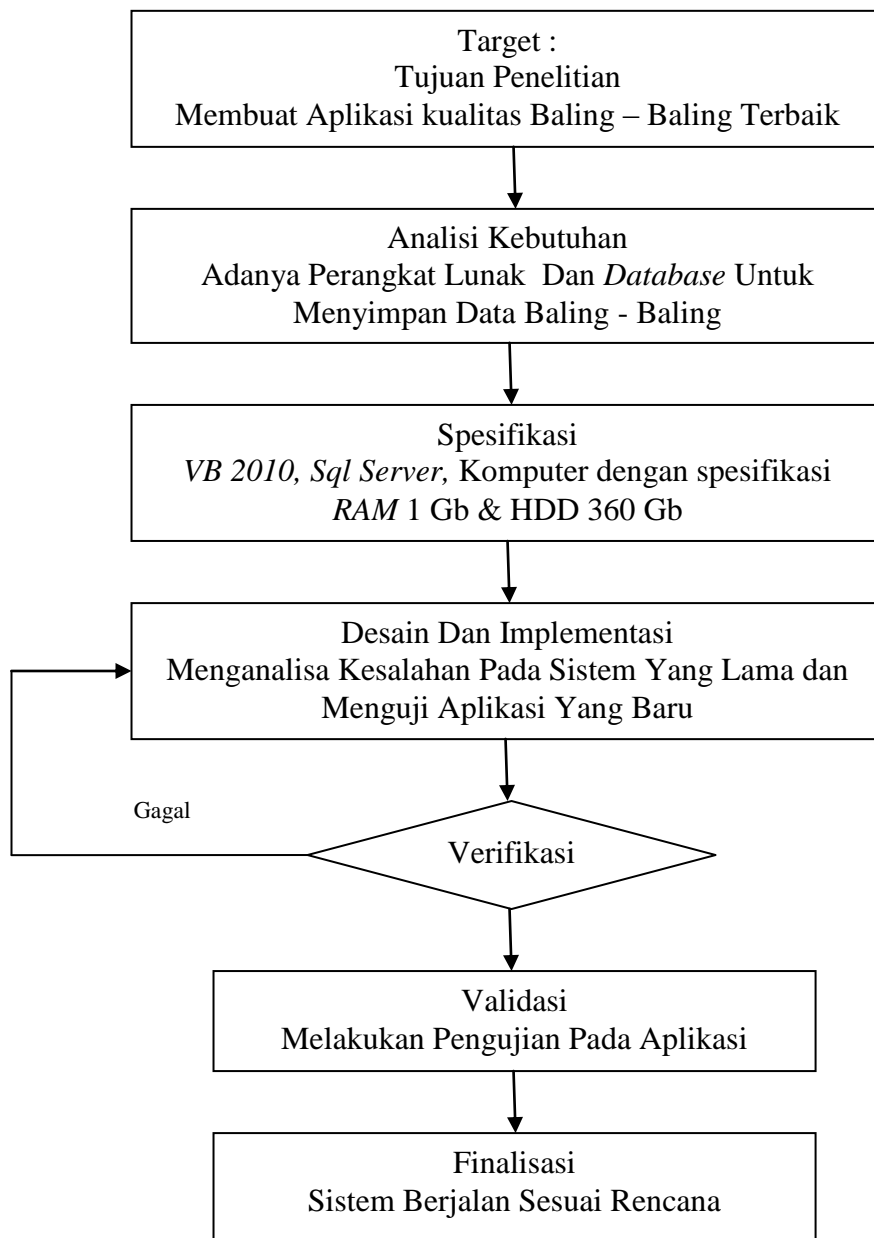 Target :
Tujuan Penelitian
Membuat Aplikasi kualitas Baling – Baling Terbaik
Analisi Kebutuhan
Adanya Perangkat Lunak Dan Database Untuk
Menyimpan Data Baling - Baling
Spesifikasi
VB 2010, Sql Server, Komputer dengan spesifikasi
RAM 1 Gb & HDD 360 Gb
Desain Dan Implementasi
Menganalisa Kesalahan Pada Sistem Yang Lama dan
Menguji Aplikasi Yang Baru
Gagal
Verifikasi
Validasi
Melakukan Pengujian Pada Aplikasi
Finalisasi
Sistem Berjalan Sesuai Rencana